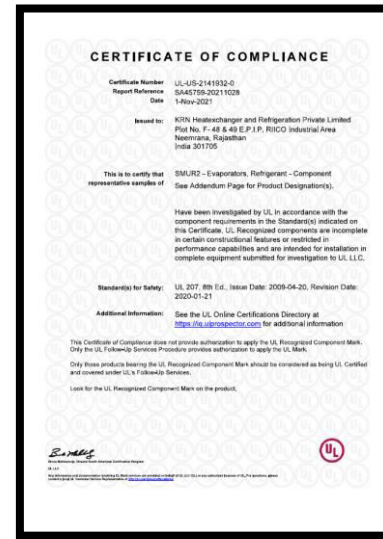 CERTIFICATE OF COMPLIANCE
Certificate Number UL-US-2141932-0
Report Reference SA45759-20211028
Date 1-Nov-2021
Issued to: KRN Heatexchanger and Refrigeration Private Limited
Plot No. F- 48 & 49 E.P.I.P. RIICO Industrial Area
Neemrana, Rajasthan
India 301705
This is to certify that SMUR2 - Evaporators, Refrigerant - Component
representative samples of See Addendum Page for Product Designation(s).
Have been investigated by UL in accordance with the
component requirements in the Standard(s) indicated on
this Certificate. UL Recognized components are incomplete
in certain constructional features or restricted in
performance capabilities and are intended for installation in
complete equipment submitted for investigation to UL LLC.
Standard(s) for Safety: UL 207, 8th Ed., Issue Date: 2009-04-20, Revision Date:
2020-01-21
Additional Information: See the UL Online Certifications Directory at
https://iq.ulprospector.com for additional information
This Certificate of Compliance does not provide authorization to apply the UL Recognized Component Mark.
Only the UL Follow-Up Services Procedure provides authorization to apply the UL Mark.
Only those products bearing the UL Recognized Component Mark should be considered as being UL Certified
and covered under UL's Follow-Up Services.
Look for the UL Recognized Component Mark on the product.
UL